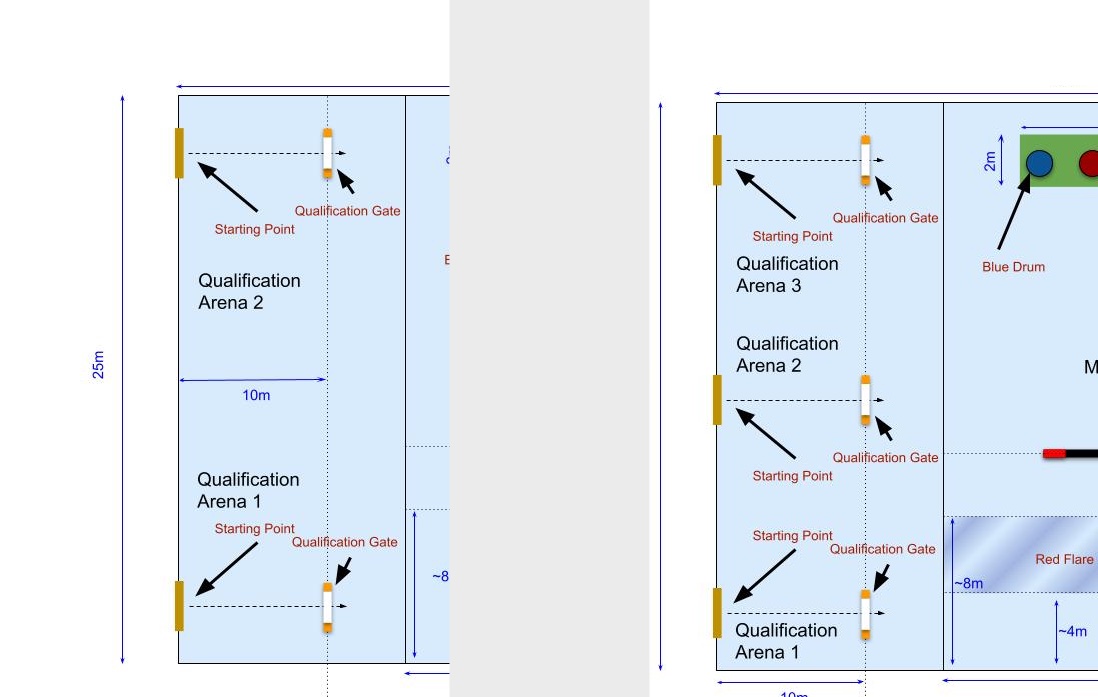 Qualification Gate
Starting Point
Qualification
Arena 2
25m
10m
Qualification
Arena 1
Starting Point
Qualification Gate
~8
2m
Qualification Gate
Starting Point
Blue Drum
Qualification
Arena 3
Qualification
Arena 2
M
Qualification Gate
Starting Point
Starting Point
Qualification Gate
Red Flare
~8m
~4m
Qualification
Arena 1
10m